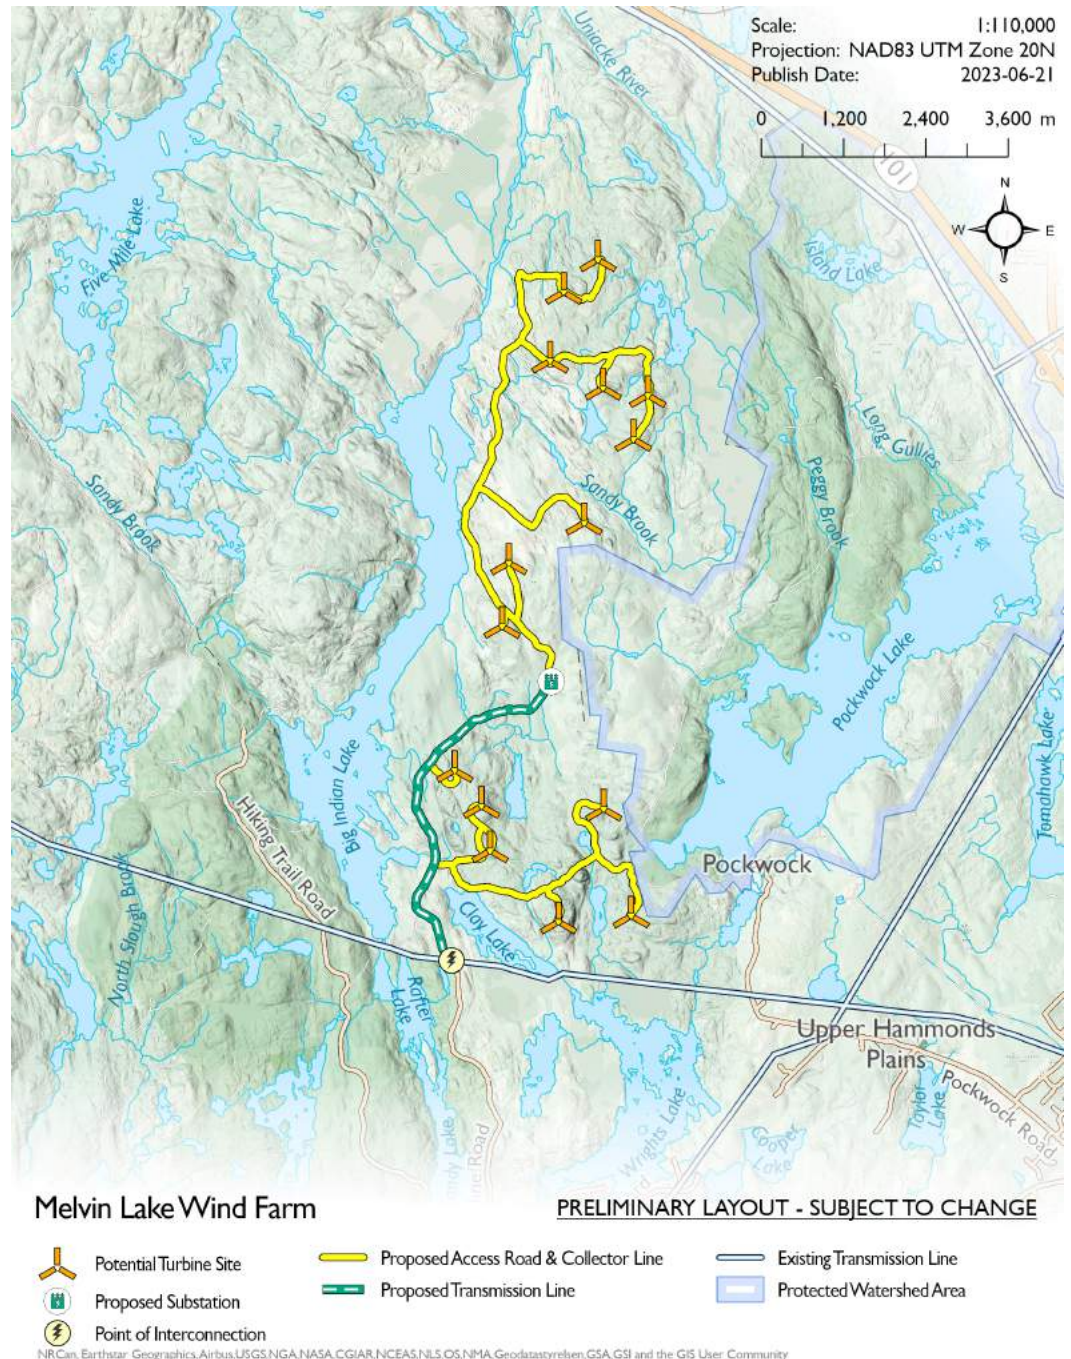 Scale: 1:110,000
Projection: NAD83 UTM Zone 20N
Publish Date: 2023-06-21
0 1,200 2,400 3,600 m
N
W E
S
101
Uniacke River
Five Mile Lake
Island Lake
Long Gullies
Peggy Brook
Sandy Brook
Sandy Brook
Pockwock Lake
Tomahawk Lake
Big Indian Lake
Hiking Trail Road
North Slough Brook
Pockwock
Clay Lake
Rafter
Lake
Upper Hammonds
Plains
Pockwock Road
Taylor
Lake
Cooper
Lake
Wrights Lake
Lake
Road
Melvin Lake Wind Farm
PRELIMINARY LAYOUT - SUBJECT TO CHANGE
Potential Turbine Site
Proposed Substation
Point of Interconnection
Proposed Access Road & Collector Line
Proposed Transmission Line
Existing Transmission Line
Protected Watershed Area
NRCan, Earthstar Geographics, Airbus,USGS,NGA,NASA,CGIAR,NCEAS,NLS,OS,NMA,Geodatastyrelsen,GSA,GSI and the GIS User Community